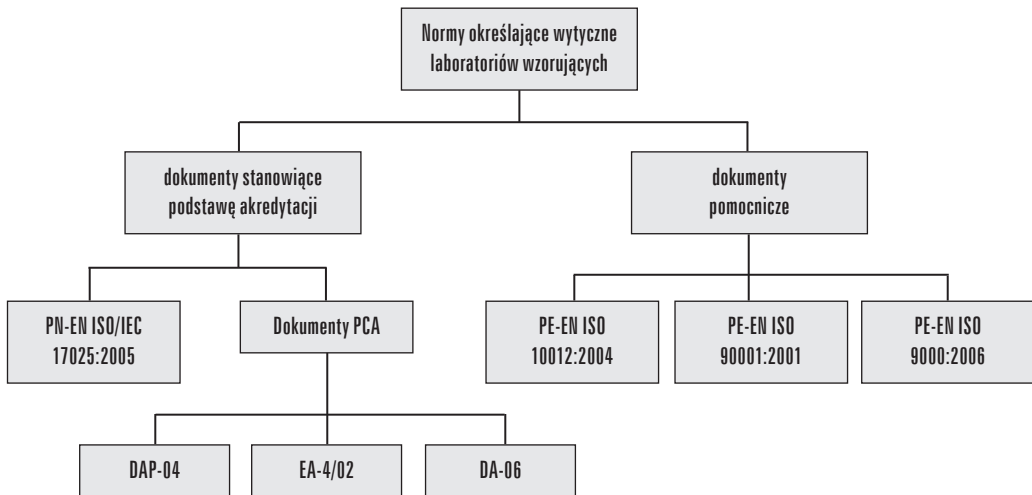 Normy określające wytyczne
laboratoriów wzorujących
dokumenty stanowiące
podstawę akredytacji
dokumenty
pomocnicze
PN-EN ISO/IEC
17025:2005
Dokumenty PCA
PE-EN ISO
10012:2004
PE-EN ISO
90001:2001
PE-EN ISO
9000:2006
DAP-04
EA-4/02
DA-06